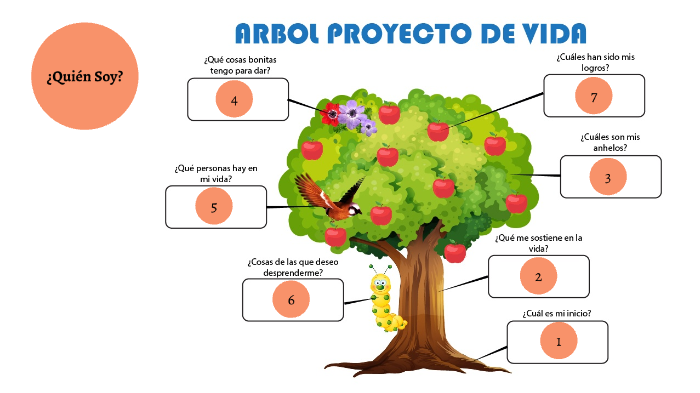 ARBOL PROYECTO DE VIDA
¿Quién Soy?
¿Qué cosas bonitas
tengo para dar?
4
¿Cuáles han sido mis
logros?
7
¿Cuáles son mis
anhelos?
3
¿Qué personas hay en
mi vida?
5
¿Qué me sostiene en la
vida?
2
¿Cosas de las que deseo
desprenderme?
6
¿Cuál es mi inicio?
1